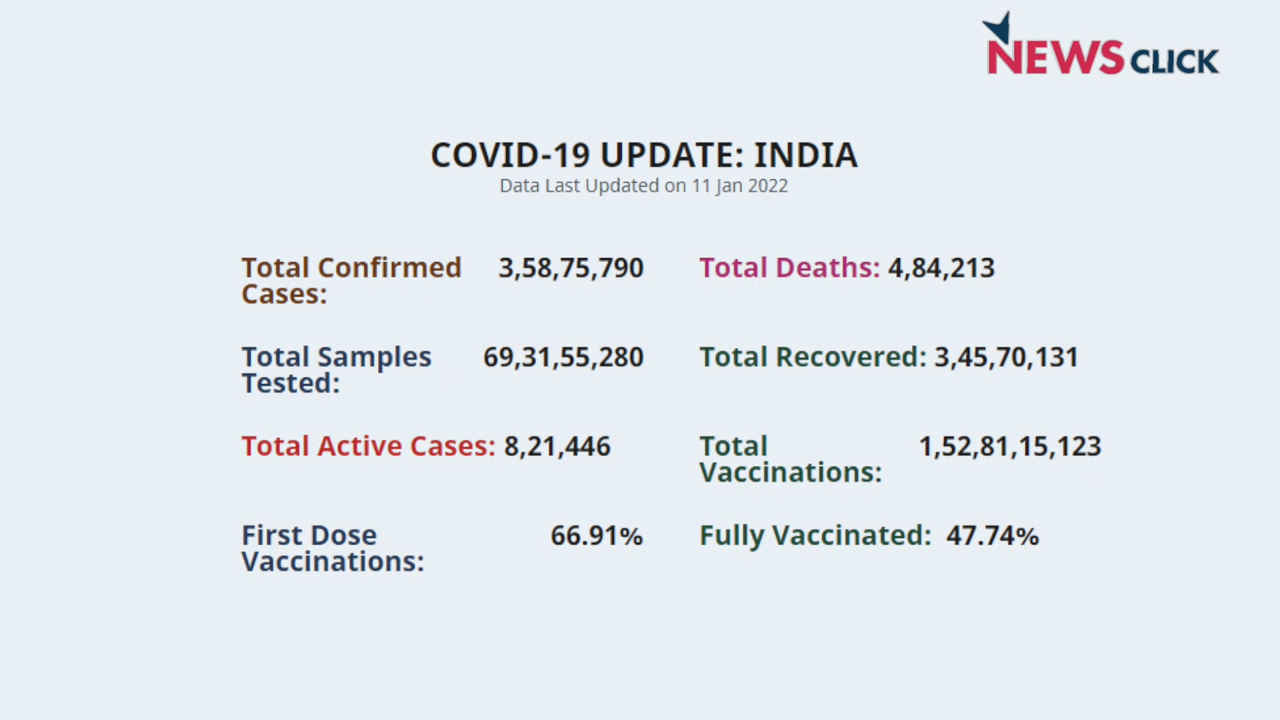 NEWS CLICK
COVID-19 UPDATE: INDIA
Data Last Updated on 11 Jan 2022
Total Confirmed Cases: 3,58,75,790
Total Deaths: 4,84,213
Total Samples Tested: 69,31,55,280
Total Recovered: 3,45,70,131
Total Active Cases: 8,21,446
Total Vaccinations: 1,52,81,15,123
First Dose Vaccinations: 66.91%
Fully Vaccinated: 47.74%